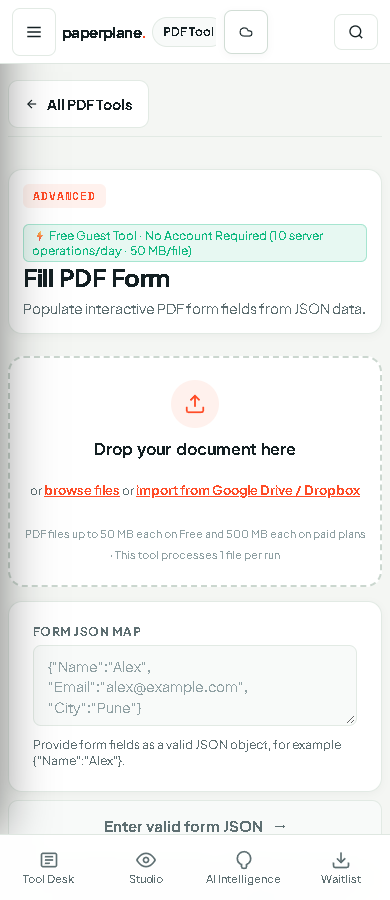 paperplane.
PDF Tool
All PDF Tools
ADVANCED
Free Guest Tool · No Account Required (10 server
operations/day · 50 MB/file)
Fill PDF Form
Populate interactive PDF form fields from JSON data.
Drop your document here
or browse files or import from Google Drive / Dropbox
PDF files up to 50 MB each on Free and 500 MB each on paid plans
· This tool processes 1 file per run
FORM JSON MAP
{"Name":"Alex",
"Email":"alex@example.com",
"City":"Pune"}
Provide form fields as a valid JSON object, for example
{"Name":"Alex"}.
Enter valid form JSON →
Tool Desk
Studio
AI Intelligence
Waitlist